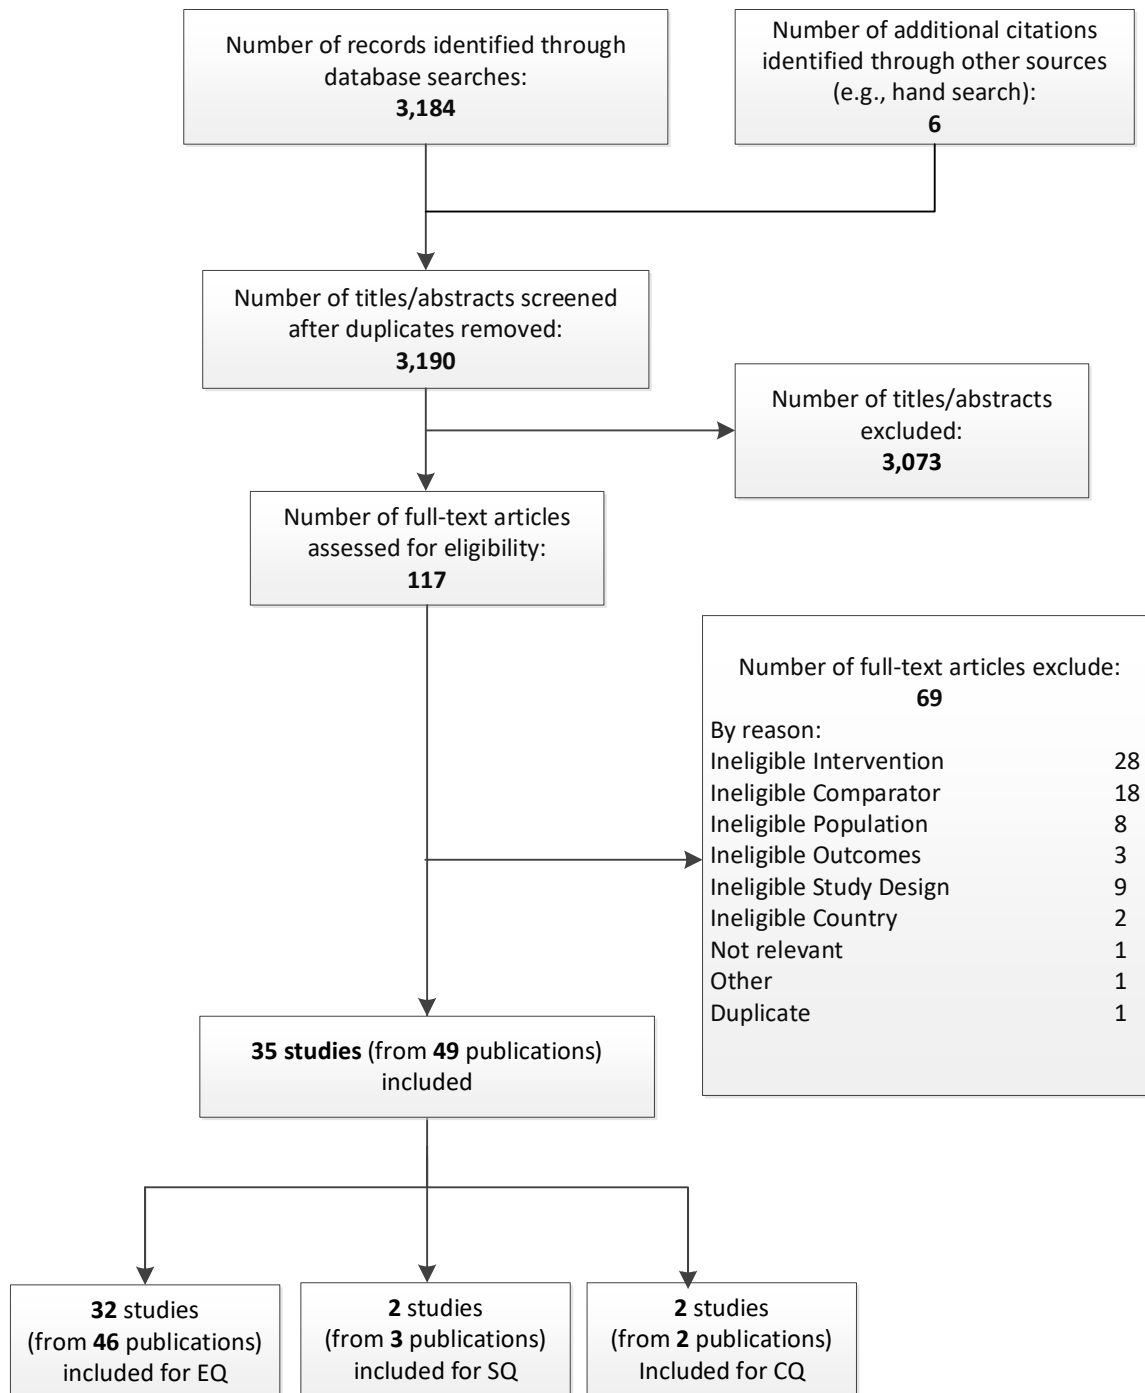 Number of records identified through
database searches:
3,184
Number of additional citations
identified through other sources
(e.g., hand search):
6
Number of titles/abstracts screened
after duplicates removed:
3,190
Number of titles/abstracts
excluded:
3,073
Number of full-text articles
assessed for eligibility:
117
Number of full-text articles exclude:
69
By reason:
Ineligible Intervention 28
Ineligible Comparator 18
Ineligible Population 8
Ineligible Outcomes 3
Ineligible Study Design 9
Ineligible Country 2
Not relevant 1
Other 1
Duplicate 1
35 studies (from 49 publications)
included
32 studies
(from 46 publications)
included for EQ
2 studies
(from 3 publications)
included for SQ
2 studies
(from 2 publications)
Included for CQ